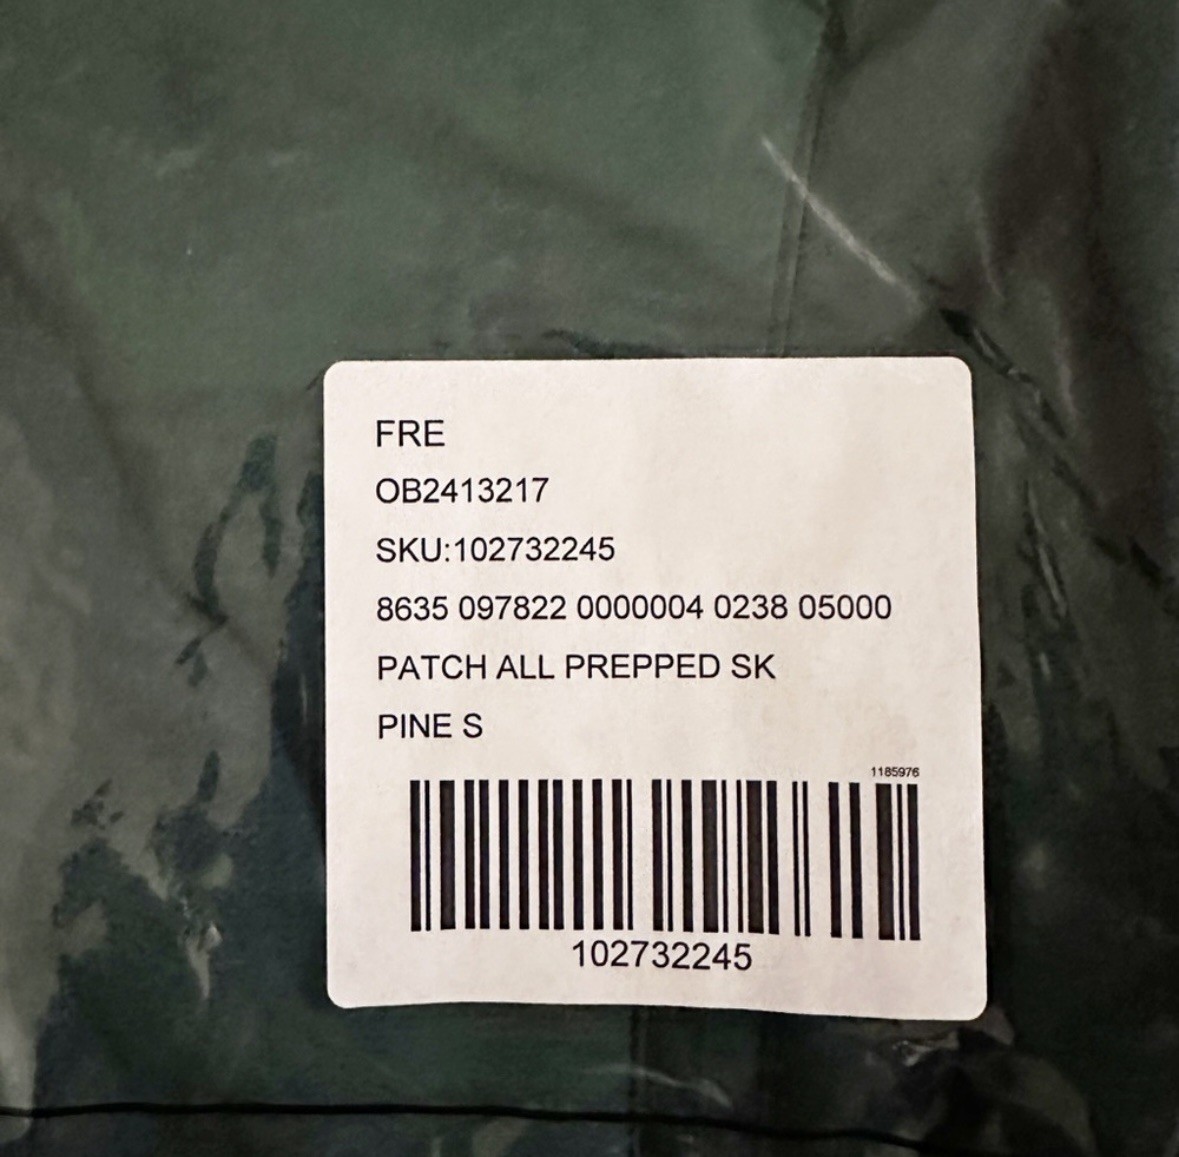 FRE
OB2413217
SKU:102732245
8635 097822 0000004 0238 05000
PATCH ALL PREPPED SK
PINE S
1185976
102732245